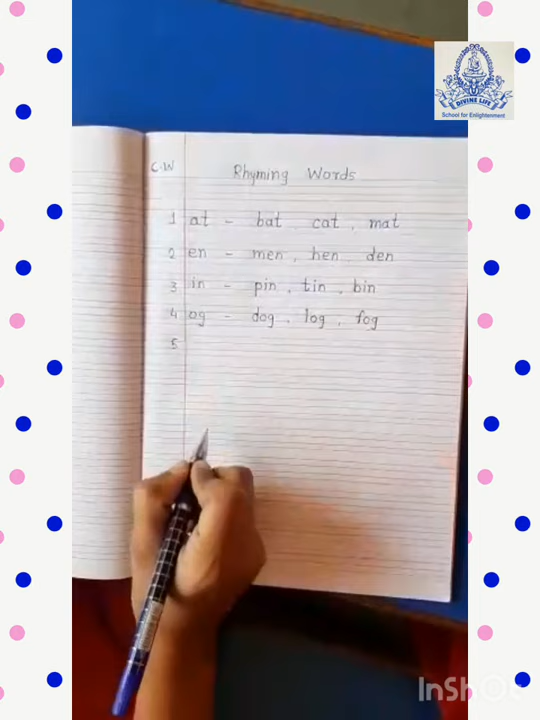 DIVINE LIFE
School for Enlightenment
C.W Rhyming Words
1 at - bat, cat, mat
2 en - men, hen, den
3 in - pin, tin, bin
4 og - dog, log, fog
5
InShOt